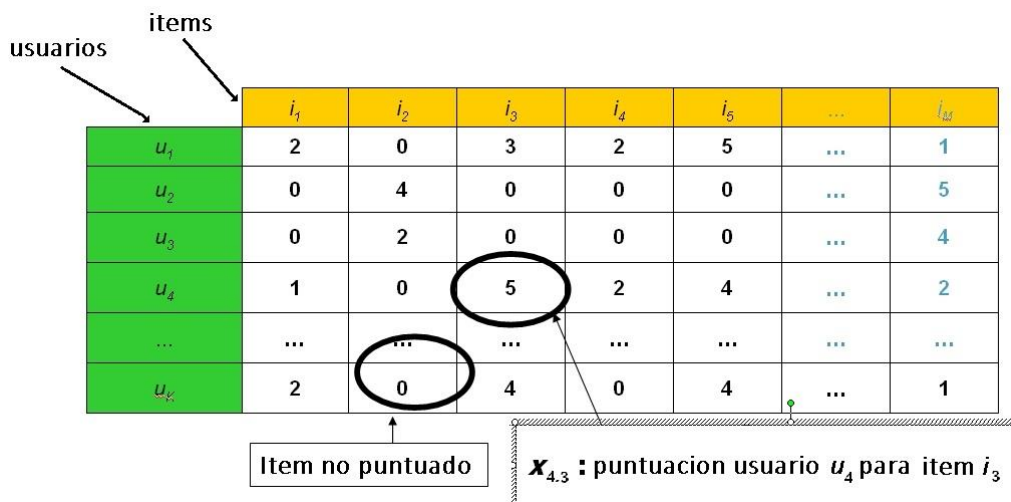 items
usuarios
i1 i2 i3 i4 i5 ... iM
u1 2 0 3 2 5 ... 1
u2 0 4 0 0 0 ... 5
u3 0 2 0 0 0 ... 4
u4 1 0 5 2 4 ... 2
... ... ... ... ... ... ... ...
uK 2 0 4 0 4 ... 1
Item no puntuado
x4,3 : puntuacion usuario u4 para item i3